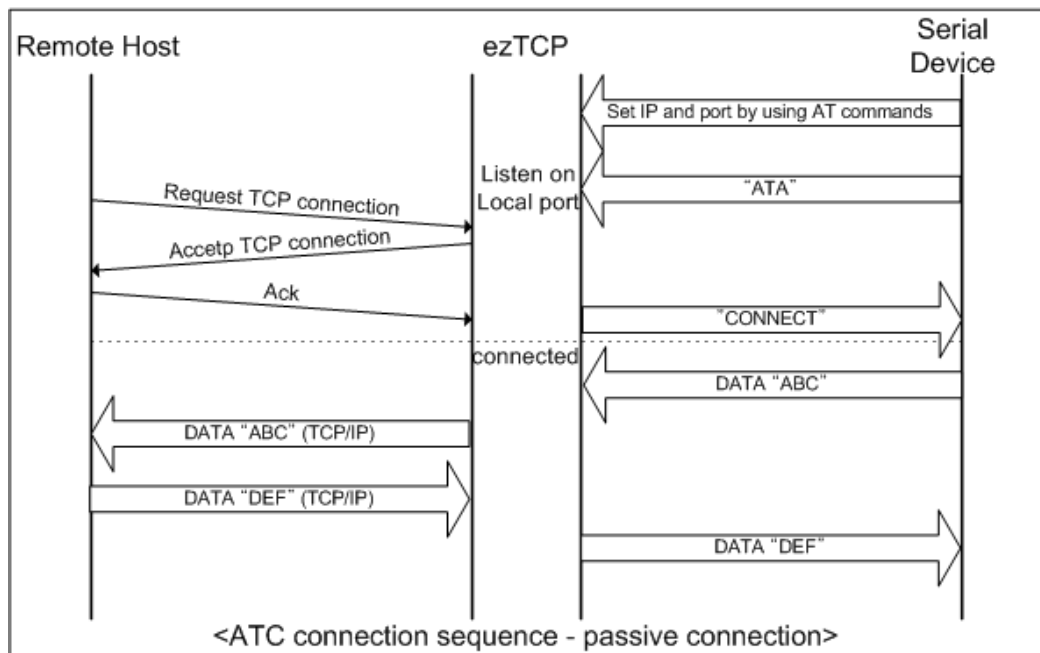 Remote Host
ezTCP
Serial
Device
Set IP and port by using AT commands
Listen on
Local port
"ATA"
Request TCP connection
Accetp TCP connection
Ack
"CONNECT"
connected
DATA "ABC"
DATA "ABC" (TCP/IP)
DATA "DEF" (TCP/IP)
DATA "DEF"
<ATC connection sequence - passive connection>